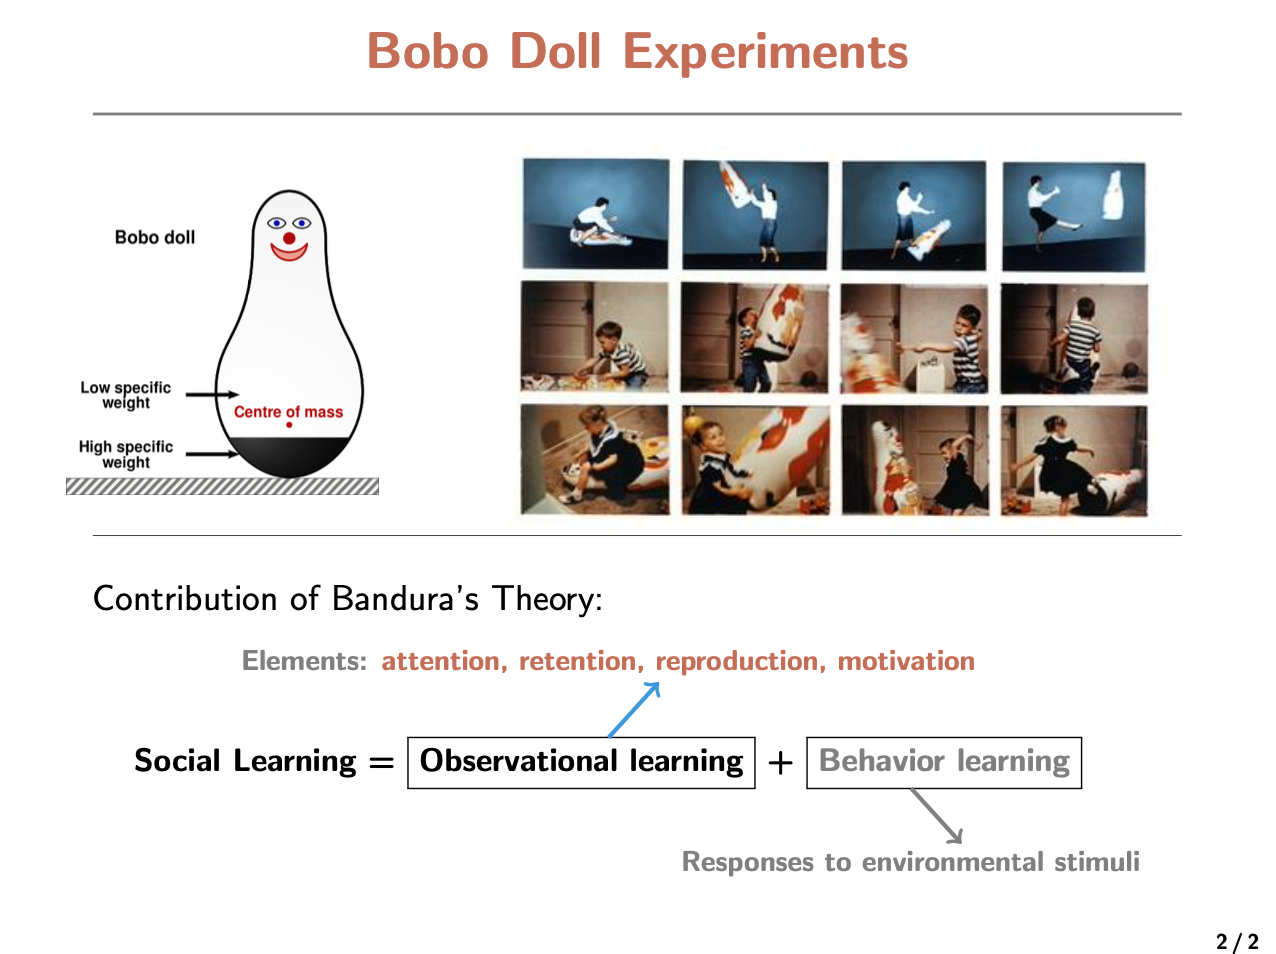 Bobo Doll Experiments
Bobo doll
Low specific
weight
Centre of mass
High specific
weight
Contribution of Bandura's Theory:
Elements: attention, retention, reproduction, motivation
Social Learning = Observational learning + Behavior learning
Responses to environmental stimuli
2 / 2